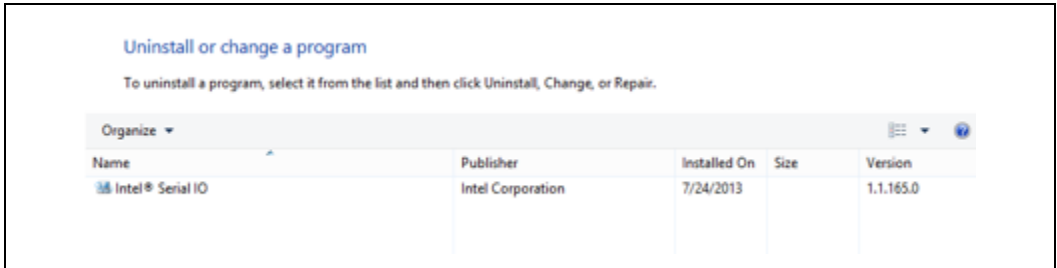 Uninstall or change a program
To uninstall a program, select it from the list and then click Uninstall, Change, or Repair.
Organize
Name Publisher Installed On Size Version
Intel® Serial IO Intel Corporation 7/24/2013 1.1.165.0